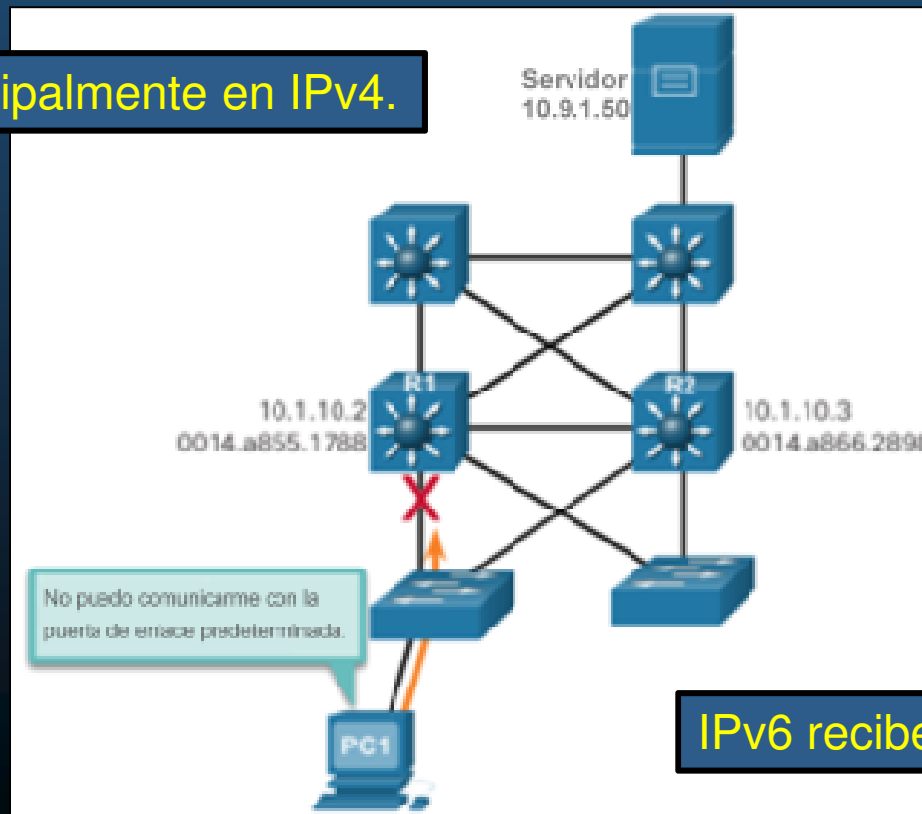 ipalmente en IPv4.
Servidor
10.9.1.50
R1
R2
10.1.10.2
0014.a855.1788
10.1.10.3
0014.a866.2898
No puedo comunicarme con la
puerta de enlace predeterminada.
PC1
IPv6 recibe